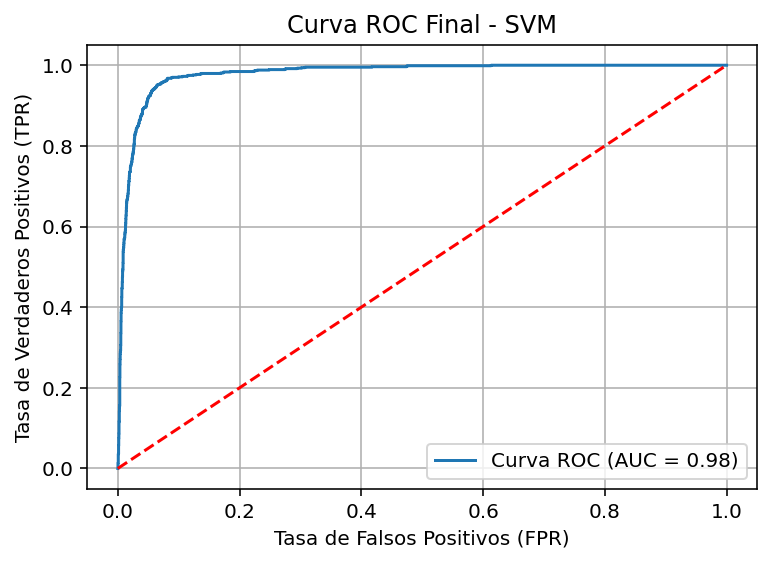 Curva ROC Final - SVM
Tasa de Verdaderos Positivos (TPR)
1.0
0.8
0.6
0.4
0.2
0.0
Curva ROC (AUC = 0.98)
0.0 0.2 0.4 0.6 0.8 1.0
Tasa de Falsos Positivos (FPR)